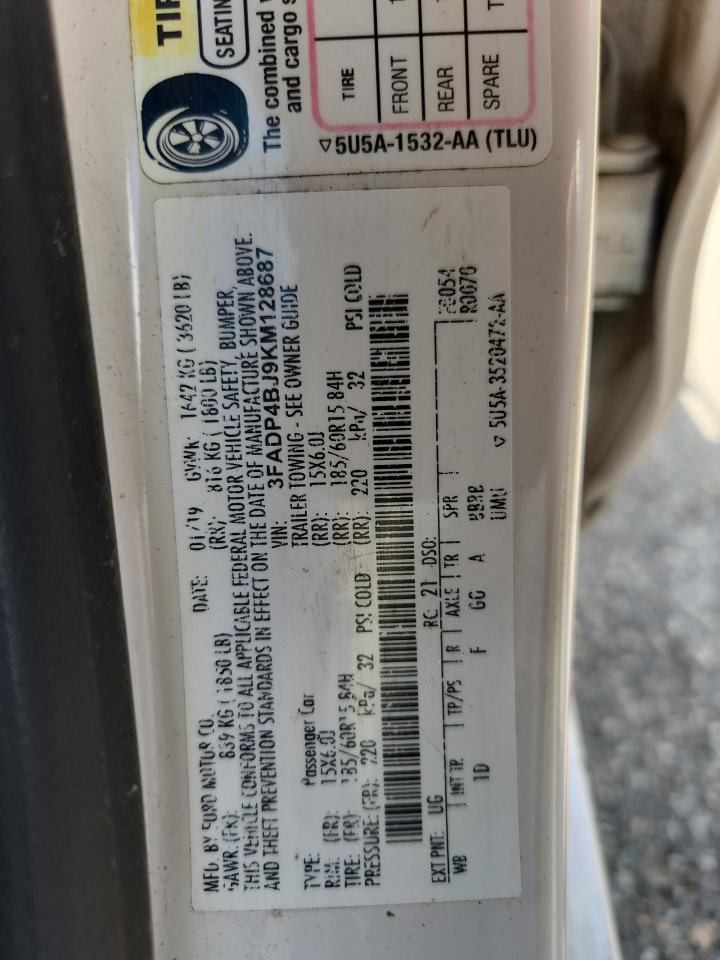 TIR
SEATIN
The combined
and cargo s
TIRE
FRONT
REAR
SPARE
▽5U5A-1532-AA (TLU)
MFD. BY FORD MOTOR CO.
DATE: 01/19 GVWR: 1642 KG ( 3620 LB)
GAWR: (FR): 839 KG ( 1850 LB) (RR): 816 KG ( 1800 LB)
THIS VEHICLE CONFORMS TO ALL APPLICABLE FEDERAL MOTOR VEHICLE SAFETY, BUMPER,
AND THEFT PREVENTION STANDARDS IN EFFECT ON THE DATE OF MANUFACTURE SHOWN ABOVE.
VIN: 3FADP4BJ9KM128687
TYPE: Passenger Car TRAILER TOWING - SEE OWNER GUIDE
RIM: (FR): 15X6.0J (RR): 15X6.0J
TIRE: (FR): 185/60R15 84H (RR): 185/60R15 84H
PRESSURE: (FR): 220 kPa/ 32 PSI COLD (RR): 220 kPa/ 32 PSI COLD
EXT PNT: UG RC: 21 DSO:
WB INT TR TP/PS R AXLE TR SPR
1D F GG A BBBB
UMU
▽ 5U5A-3520472-AA